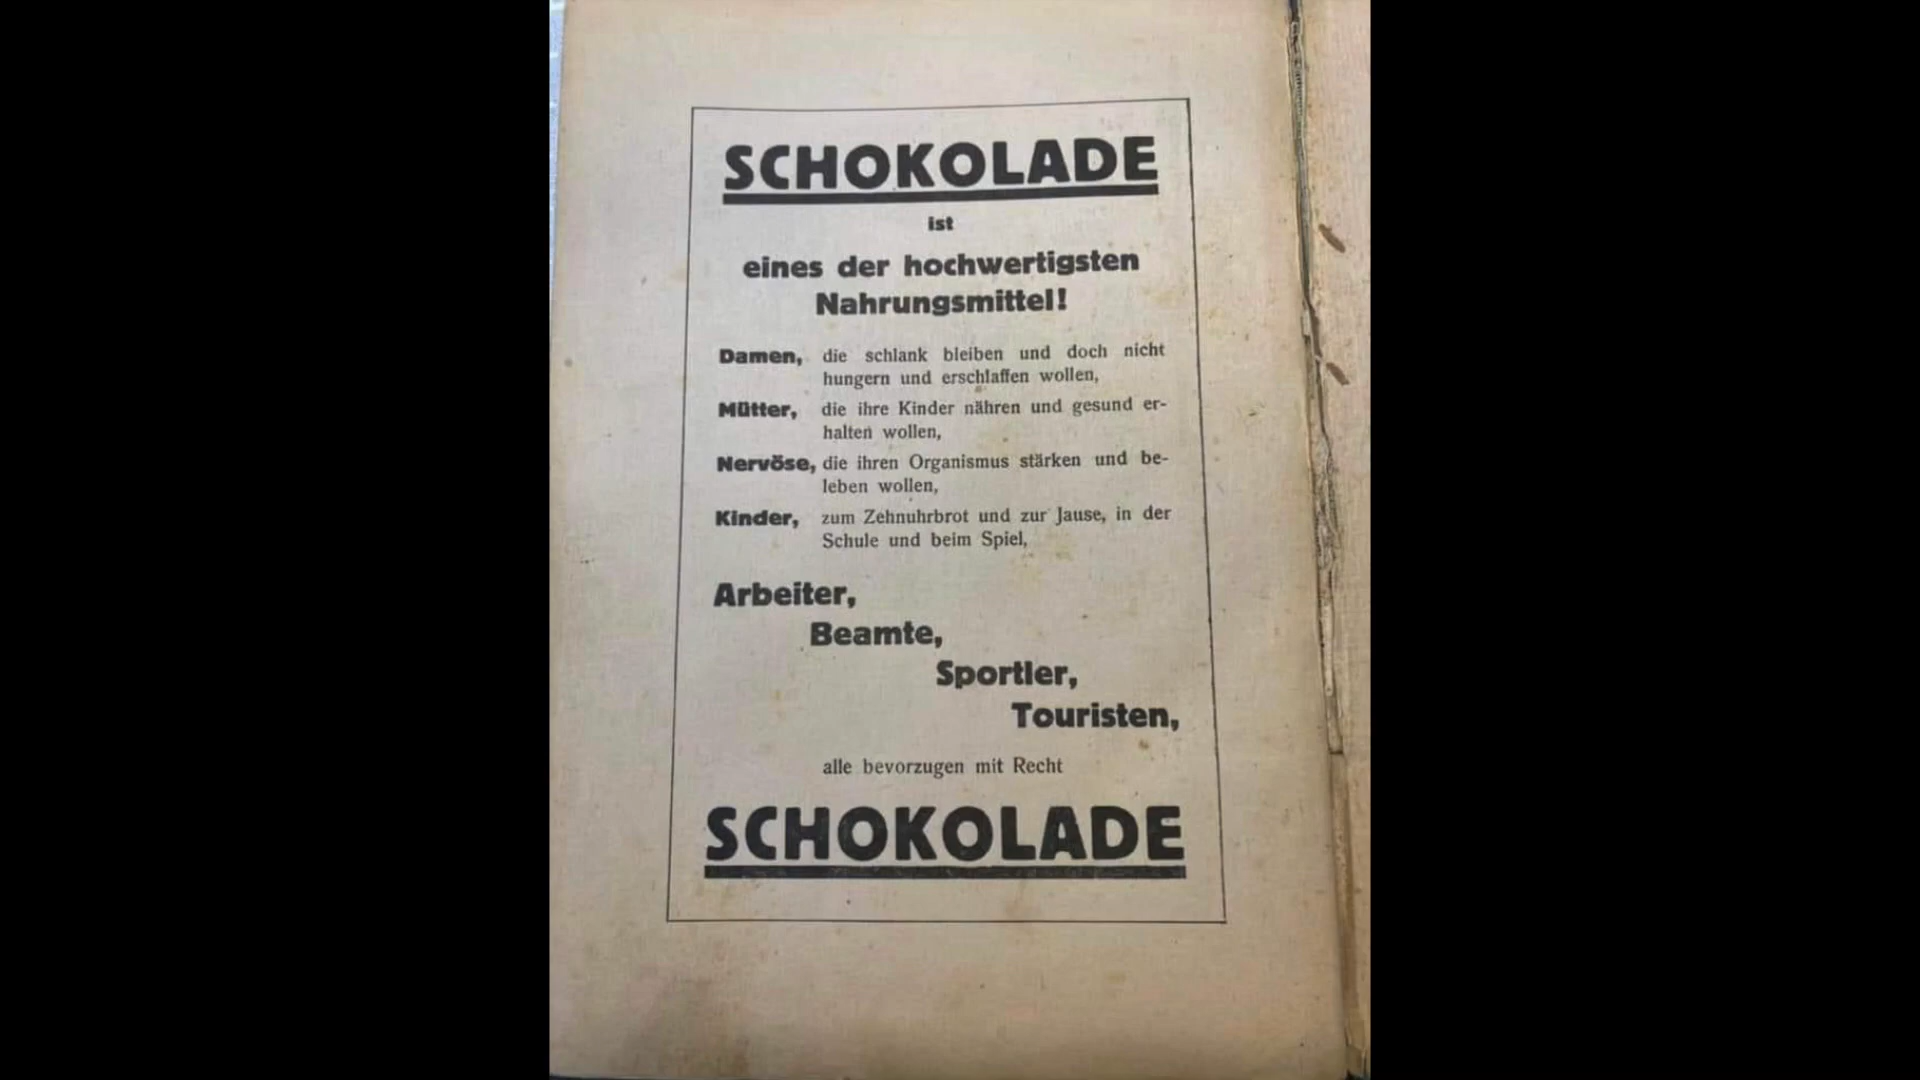 SCHOKOLADE
ist
eines der hochwertigsten
Nahrungsmittel!
Damen, die schlank bleiben und doch nicht
hungern und erschlaffen wollen,
Mütter, die ihre Kinder nähren und gesund er-
halten wollen,
Nervöse, die ihren Organismus stärken und be-
leben wollen,
Kinder, zum Zehnuhrbrot und zur Jause, in der
Schule und beim Spiel,
Arbeiter,
Beamte,
Sportler,
Touristen,
alle bevorzugen mit Recht
SCHOKOLADE